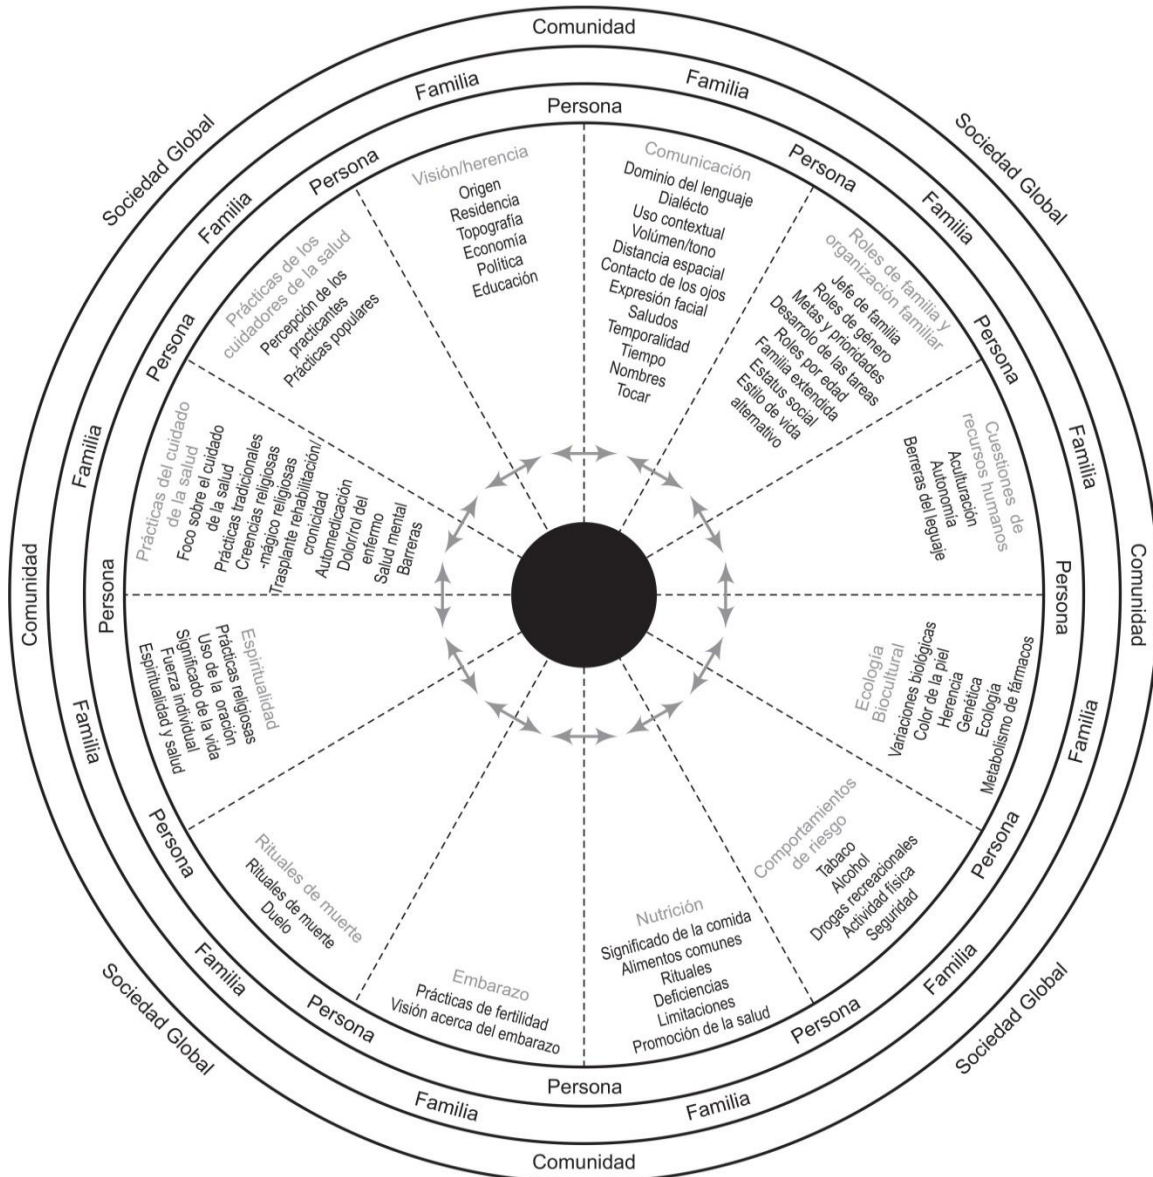 Comunidad
Familia
Familia
Persona
Sociedad Global
Sociedad Global
Persona
Persona
Familia
Familia
Visión/herencia
Origen
Residencia
Topografía
Economía
Política
Educación
Comunicación
Dominio del lenguaje
Dialécto
Uso contextual
Volúmen/tono
Distancia espacial
Contacto de los ojos
Expresión facial
Saludos
Temporalidad
Tiempo
Nombres
Tocar
Roles de familia y
organización familiar
Jefe de familia
Roles de género
Metas y prioridades
Desarrollo de las tareas
Roles por edad
Familia extendida
Estatus social
Estilo de vida
alternativo
Persona
Cuestiones de
recursos humanos
Aculturación
Autonomía
Berreras del leguaje
Familia
Persona
Comunidad
Ecología
Biocultural
Variaciones biológicas
Color de la piel
Herencia
Genética
Ecología
Metabolismo de fármacos
Familia
Persona
Comportamientos
de riesgo
Tabaco
Alcohol
Drogas recreacionales
Actividad física
Seguridad
Familia
Sociedad Global
Persona
Nutrición
Significado de la comida
Alimentos comunes
Rituales
Deficiencias
Limitaciones
Promoción de la salud
Familia
Persona
Comunidad
Embarazo
Prácticas de fertilidad
Visión acerca del embarazo
Familia
Persona
Rituales de muerte
Rituales de muerte
Duelo
Familia
Sociedad Global
Persona
Espiritualidad
Prácticas religiosas
Uso de la oración
Significado de la vida
Fuerza individual
Espiritualidad y salud
Familia
Persona
Comunidad
Prácticas del cuidado
de la salud
Foco sobre el cuidado
de la salud
Prácticas tradicionales
Creencias religiosas
-mágico religiosas
Trasplante rehabilitación/
cronicidad
Automedicación
Dolor/rol del
enfermo
Salud mental
Barreras
Familia
Persona
Prácticas de los
cuidadores de la salud
Percepción de los
practicantes
Prácticas populares